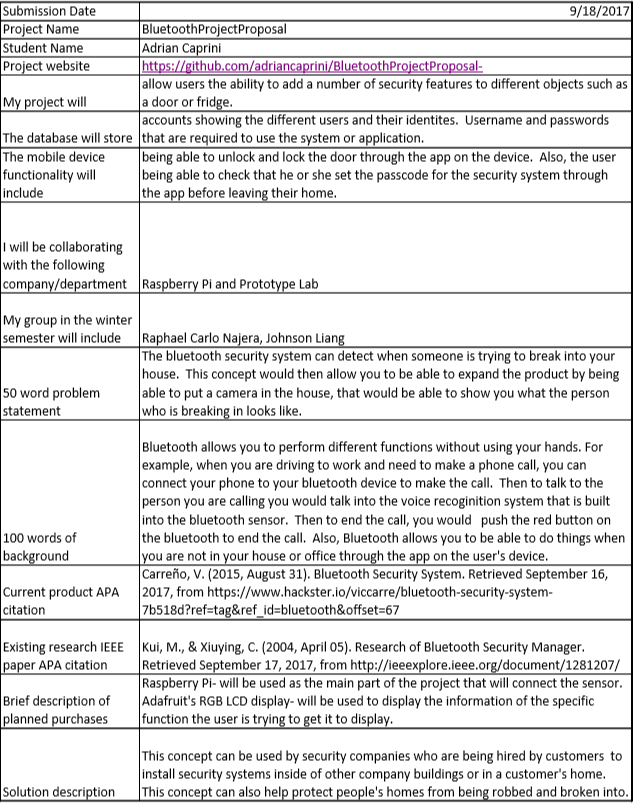 Submission Date 9/18/2017
Project Name BluetoothProjectProposal
Student Name Adrian Caprini
Project website https://github.com/adriancaprini/BluetoothProjectProposal-
My project will allow users the ability to add a number of security features to different objects such as
a door or fridge.
The database will store accounts showing the different users and their identites.  Username and passwords
that are required to use the system or application.
The mobile device
functionality will
include
being able to unlock and lock the door through the app on the device.  Also, the user
being able to check that he or she set the passcode for the security system through
the app before leaving their home.
I will be collaborating
with the following
company/department
Raspberry Pi and Prototype Lab
My group in the winter
semester will include
Raphael Carlo Najera, Johnson Liang
50 word problem
statement
The bluetooth security system can detect when someone is trying to break into your
house.  This concept would then allow you to be able to expand the product by being
able to put a camera in the house, that would be able to show you what the person
who is breaking in looks like.
100 words of
background
Bluetooth allows you to perform different functions without using your hands. For
example, when you are driving to work and need to make a phone call, you can
connect your phone to your bluetooth device to make the call.  Then to talk to the
person you are calling you would talk into the voice recoginition system that is built
into the bluetooth sensor.  Then to end the call, you would   push the red button on
the bluetooth to end the call.  Also, Bluetooth allows you to be able to do things when
you are not in your house or office through the app on the user's device.
Current product APA
citation
Carreño, V. (2015, August 31). Bluetooth Security System. Retrieved September 16,
2017, from https://www.hackster.io/viccarre/bluetooth-security-system-
7b518d?ref=tag&ref_id=bluetooth&offset=67
Existing research IEEE
paper APA citation
Kui, M., & Xiuying, C. (2004, April 05). Research of Bluetooth Security Manager.
Retrieved September 17, 2017, from http://ieeexplore.ieee.org/document/1281207/
Brief description of
planned purchases
Raspberry Pi- will be used as the main part of the project that will connect the sensor.
Adafruit's RGB LCD display- will be used to display the information of the specific
function the user is trying to get it to display.
Solution description
This concept can be used by security companies who are being hired by customers  to
install security systems inside of other company buildings or in a customer's home.
This concept can also help protect people's homes from being robbed and broken into.